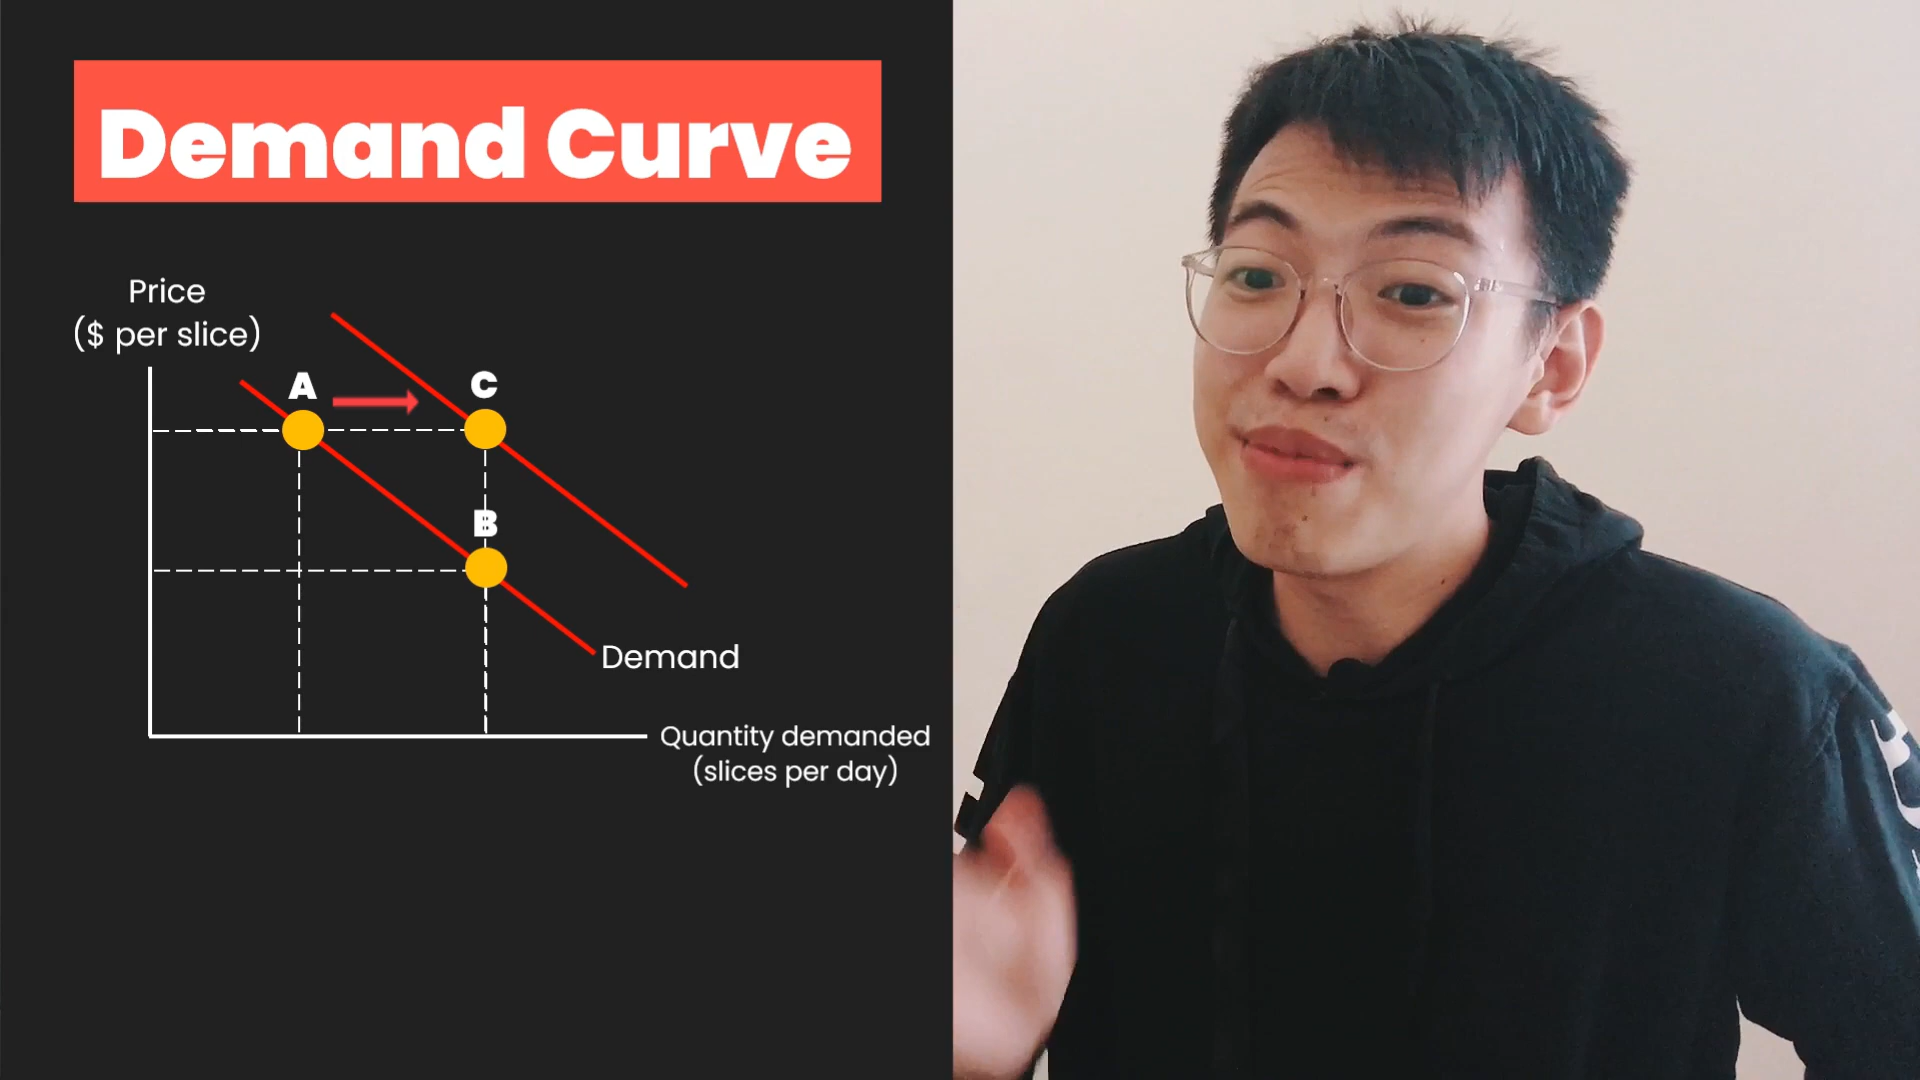 Demand Curve
Price
($ per slice)
A
C
B
Demand
Quantity demanded
(slices per day)